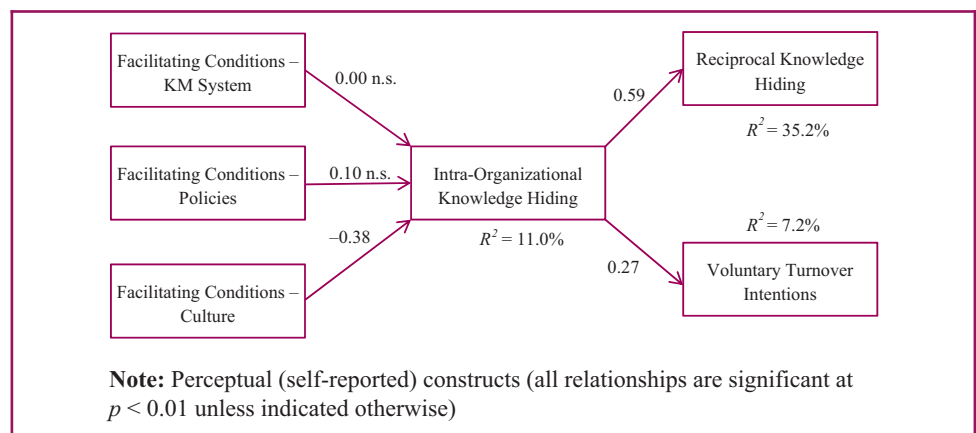 Facilitating Conditions –
KM System
0.00 n.s.
Facilitating Conditions –
Policies
0.10 n.s.
Facilitating Conditions –
Culture
–0.38
Intra-Organizational
Knowledge Hiding
R² = 11.0%
0.59
Reciprocal Knowledge
Hiding
R² = 35.2%
0.27
R² = 7.2%
Voluntary Turnover
Intentions
Note: Perceptual (self-reported) constructs (all relationships are significant at
p < 0.01 unless indicated otherwise)